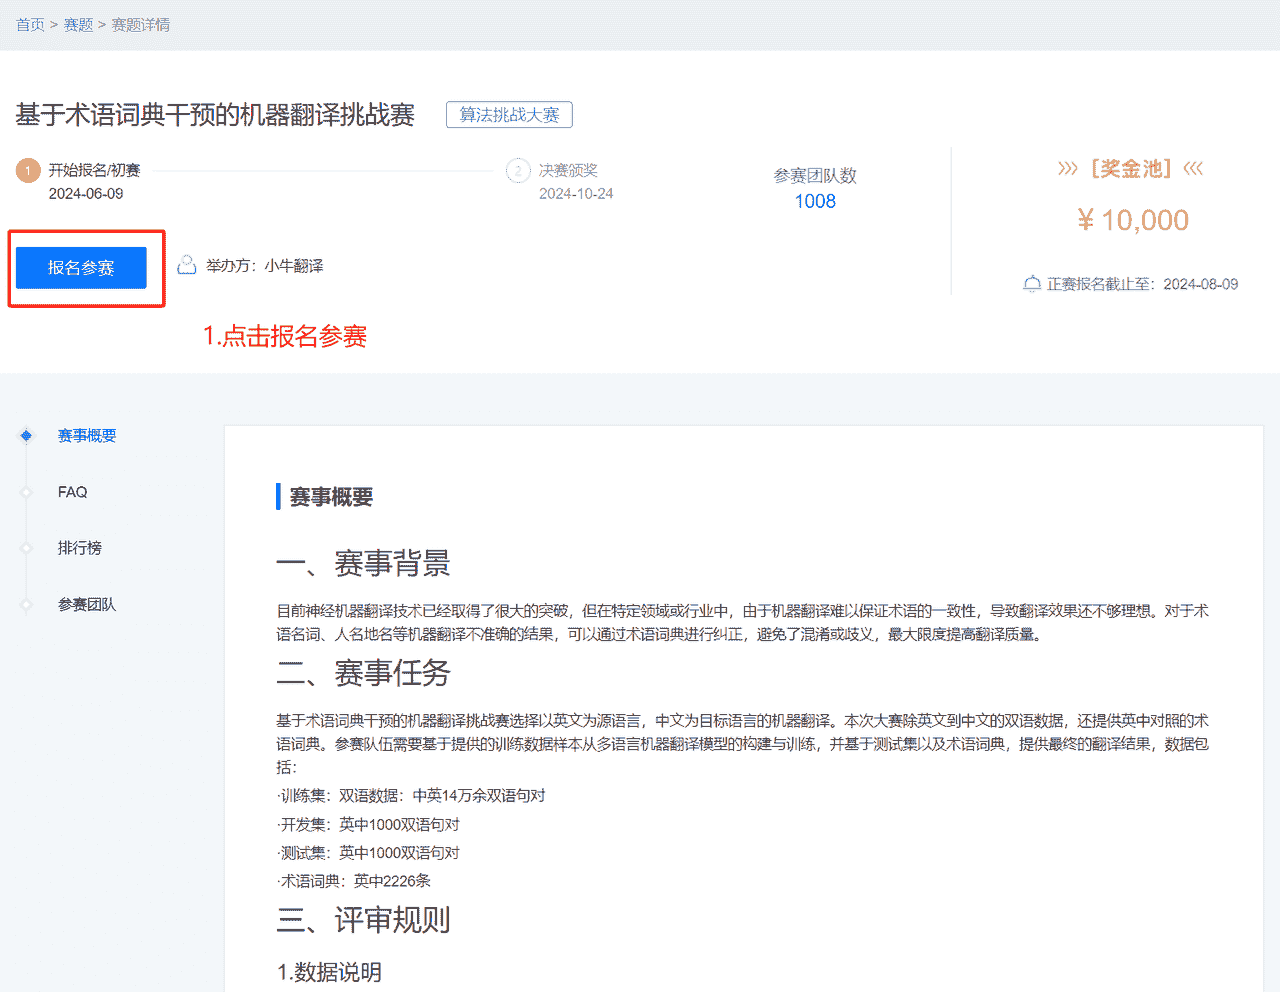 首页 > 赛题 > 赛题详情
基于术语词典干预的机器翻译挑战赛
算法挑战大赛
1 开始报名/初赛
2024-06-09
2 决赛颁奖
2024-10-24
参赛团队数
1008
[奖金池]
¥ 10,000
正赛报名截止至：2024-08-09
报名参赛
举办方：小牛翻译
1.点击报名参赛
赛事概要
FAQ
排行榜
参赛团队
赛事概要
一、赛事背景
目前神经机器翻译技术已经取得了很大的突破，但在特定领域或行业中，由于机器翻译难以保证术语的一致性，导致翻译效果还不够理想。对于术
语名词、人名地名等机器翻译不准确的结果，可以通过术语词典进行纠正，避免了混淆或歧义，最大限度提高翻译质量。
二、赛事任务
基于术语词典干预的机器翻译挑战赛选择以英文为源语言，中文为目标语言的机器翻译。本次大赛除英文到中文的双语数据，还提供英中对照的术
语词典。参赛队伍需要基于提供的训练数据样本从多语言机器翻译模型的构建与训练，并基于测试集以及术语词典，提供最终的翻译结果，数据包
括：
·训练集：双语数据：中英14万余双语句对
·开发集：英中1000双语句对
·测试集：英中1000双语句对
·术语词典：英中2226条
三、评审规则
1.数据说明